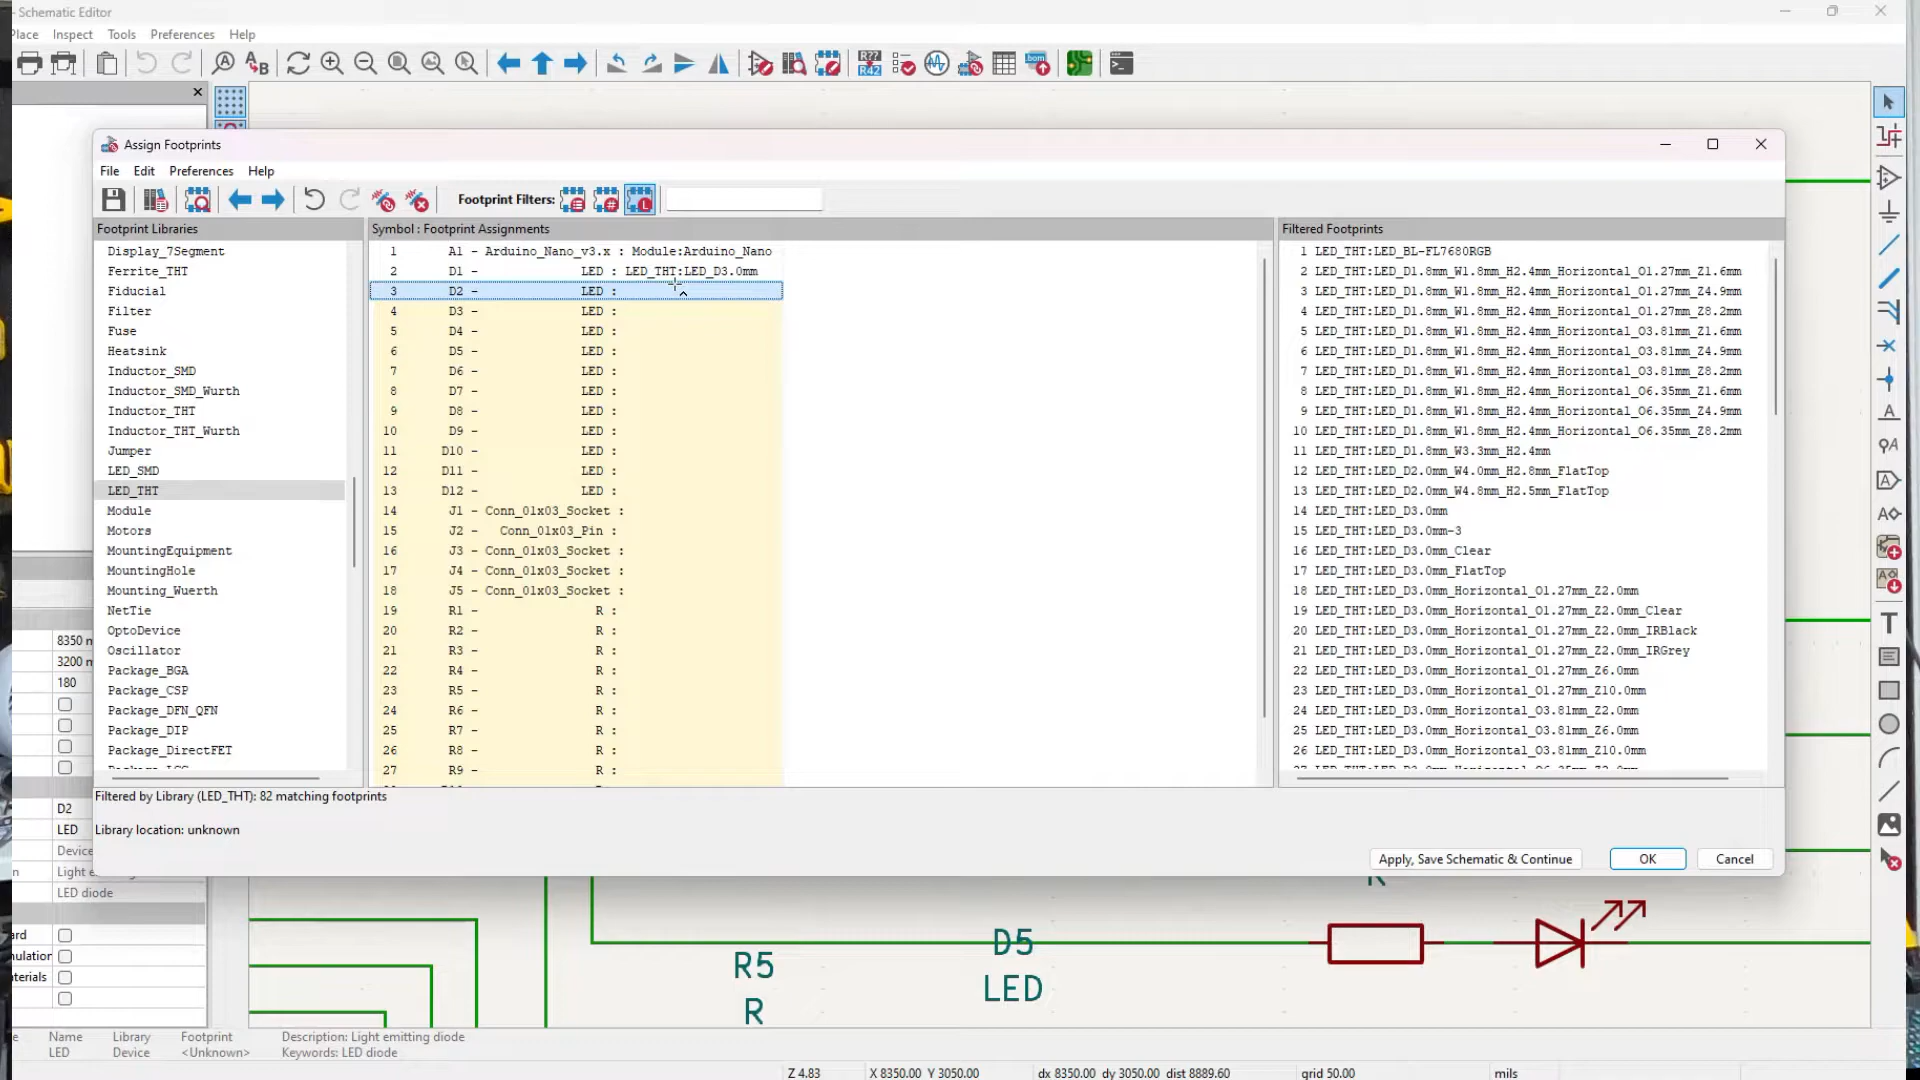 - Schematic Editor
Place Inspect Tools Preferences Help
Assign Footprints
File Edit Preferences Help
Footprint Filters:
Footprint Libraries
Display_7Segment
Ferrite_THT
Fiducial
Filter
Fuse
Heatsink
Inductor_SMD
Inductor_SMD_Wurth
Inductor_THT
Inductor_THT_Wurth
Jumper
LED_SMD
LED_THT
Module
Motors
MountingEquipment
MountingHole
Mounting_Wuerth
NetTie
OptoDevice
Oscillator
Package_BGA
Package_CSP
Package_DFN_QFN
Package_DIP
Package_DirectFET
Symbol : Footprint Assignments
1 A1 - Arduino_Nano_v3.x : Module:Arduino_Nano
2 D1 - LED : LED_THT:LED_D3.0mm
3 D2 - LED :
4 D3 - LED :
5 D4 - LED :
6 D5 - LED :
7 D6 - LED :
8 D7 - LED :
9 D8 - LED :
10 D9 - LED :
11 D10 - LED :
12 D11 - LED :
13 D12 - LED :
14 J1 - Conn_01x03_Socket :
15 J2 - Conn_01x03_Pin :
16 J3 - Conn_01x03_Socket :
17 J4 - Conn_01x03_Socket :
18 J5 - Conn_01x03_Socket :
19 R1 - R :
20 R2 - R :
21 R3 - R :
22 R4 - R :
23 R5 - R :
24 R6 - R :
25 R7 - R :
26 R8 - R :
27 R9 - R :
Filtered Footprints
1 LED_THT:LED_BL-FL7680RGB
2 LED_THT:LED_D1.8mm_W1.8mm_H2.4mm_Horizontal_O1.27mm_Z1.6mm
3 LED_THT:LED_D1.8mm_W1.8mm_H2.4mm_Horizontal_O1.27mm_Z4.9mm
4 LED_THT:LED_D1.8mm_W1.8mm_H2.4mm_Horizontal_O1.27mm_Z8.2mm
5 LED_THT:LED_D1.8mm_W1.8mm_H2.4mm_Horizontal_O3.81mm_Z1.6mm
6 LED_THT:LED_D1.8mm_W1.8mm_H2.4mm_Horizontal_O3.81mm_Z4.9mm
7 LED_THT:LED_D1.8mm_W1.8mm_H2.4mm_Horizontal_O3.81mm_Z8.2mm
8 LED_THT:LED_D1.8mm_W1.8mm_H2.4mm_Horizontal_O6.35mm_Z1.6mm
9 LED_THT:LED_D1.8mm_W1.8mm_H2.4mm_Horizontal_O6.35mm_Z4.9mm
10 LED_THT:LED_D1.8mm_W1.8mm_H2.4mm_Horizontal_O6.35mm_Z8.2mm
11 LED_THT:LED_D1.8mm_W3.3mm_H2.4mm
12 LED_THT:LED_D2.0mm_W4.0mm_H2.8mm_FlatTop
13 LED_THT:LED_D2.0mm_W4.8mm_H2.5mm_FlatTop
14 LED_THT:LED_D3.0mm
15 LED_THT:LED_D3.0mm-3
16 LED_THT:LED_D3.0mm_Clear
17 LED_THT:LED_D3.0mm_FlatTop
18 LED_THT:LED_D3.0mm_Horizontal_O1.27mm_Z2.0mm
19 LED_THT:LED_D3.0mm_Horizontal_O1.27mm_Z2.0mm_Clear
20 LED_THT:LED_D3.0mm_Horizontal_O1.27mm_Z2.0mm_IRBlack
21 LED_THT:LED_D3.0mm_Horizontal_O1.27mm_Z2.0mm_IRGrey
22 LED_THT:LED_D3.0mm_Horizontal_O1.27mm_Z6.0mm
23 LED_THT:LED_D3.0mm_Horizontal_O1.27mm_Z10.0mm
24 LED_THT:LED_D3.0mm_Horizontal_O3.81mm_Z2.0mm
25 LED_THT:LED_D3.0mm_Horizontal_O3.81mm_Z6.0mm
26 LED_THT:LED_D3.0mm_Horizontal_O3.81mm_Z10.0mm
Filtered by Library (LED_THT): 82 matching footprints
Library location: unknown
Apply, Save Schematic & Continue
OK
Cancel
8350 m
3200 m
180
D2
LED
Device
Light e
LED diode
D5
LED
R5
R
Name Library Footprint Description: Light emitting diode
LED Device <Unknown> Keywords: LED diode
Z 4.83 X 8350.00 Y 3050.00 dx 8350.00 dy 3050.00 dist 8889.60 grid 50.00 mils